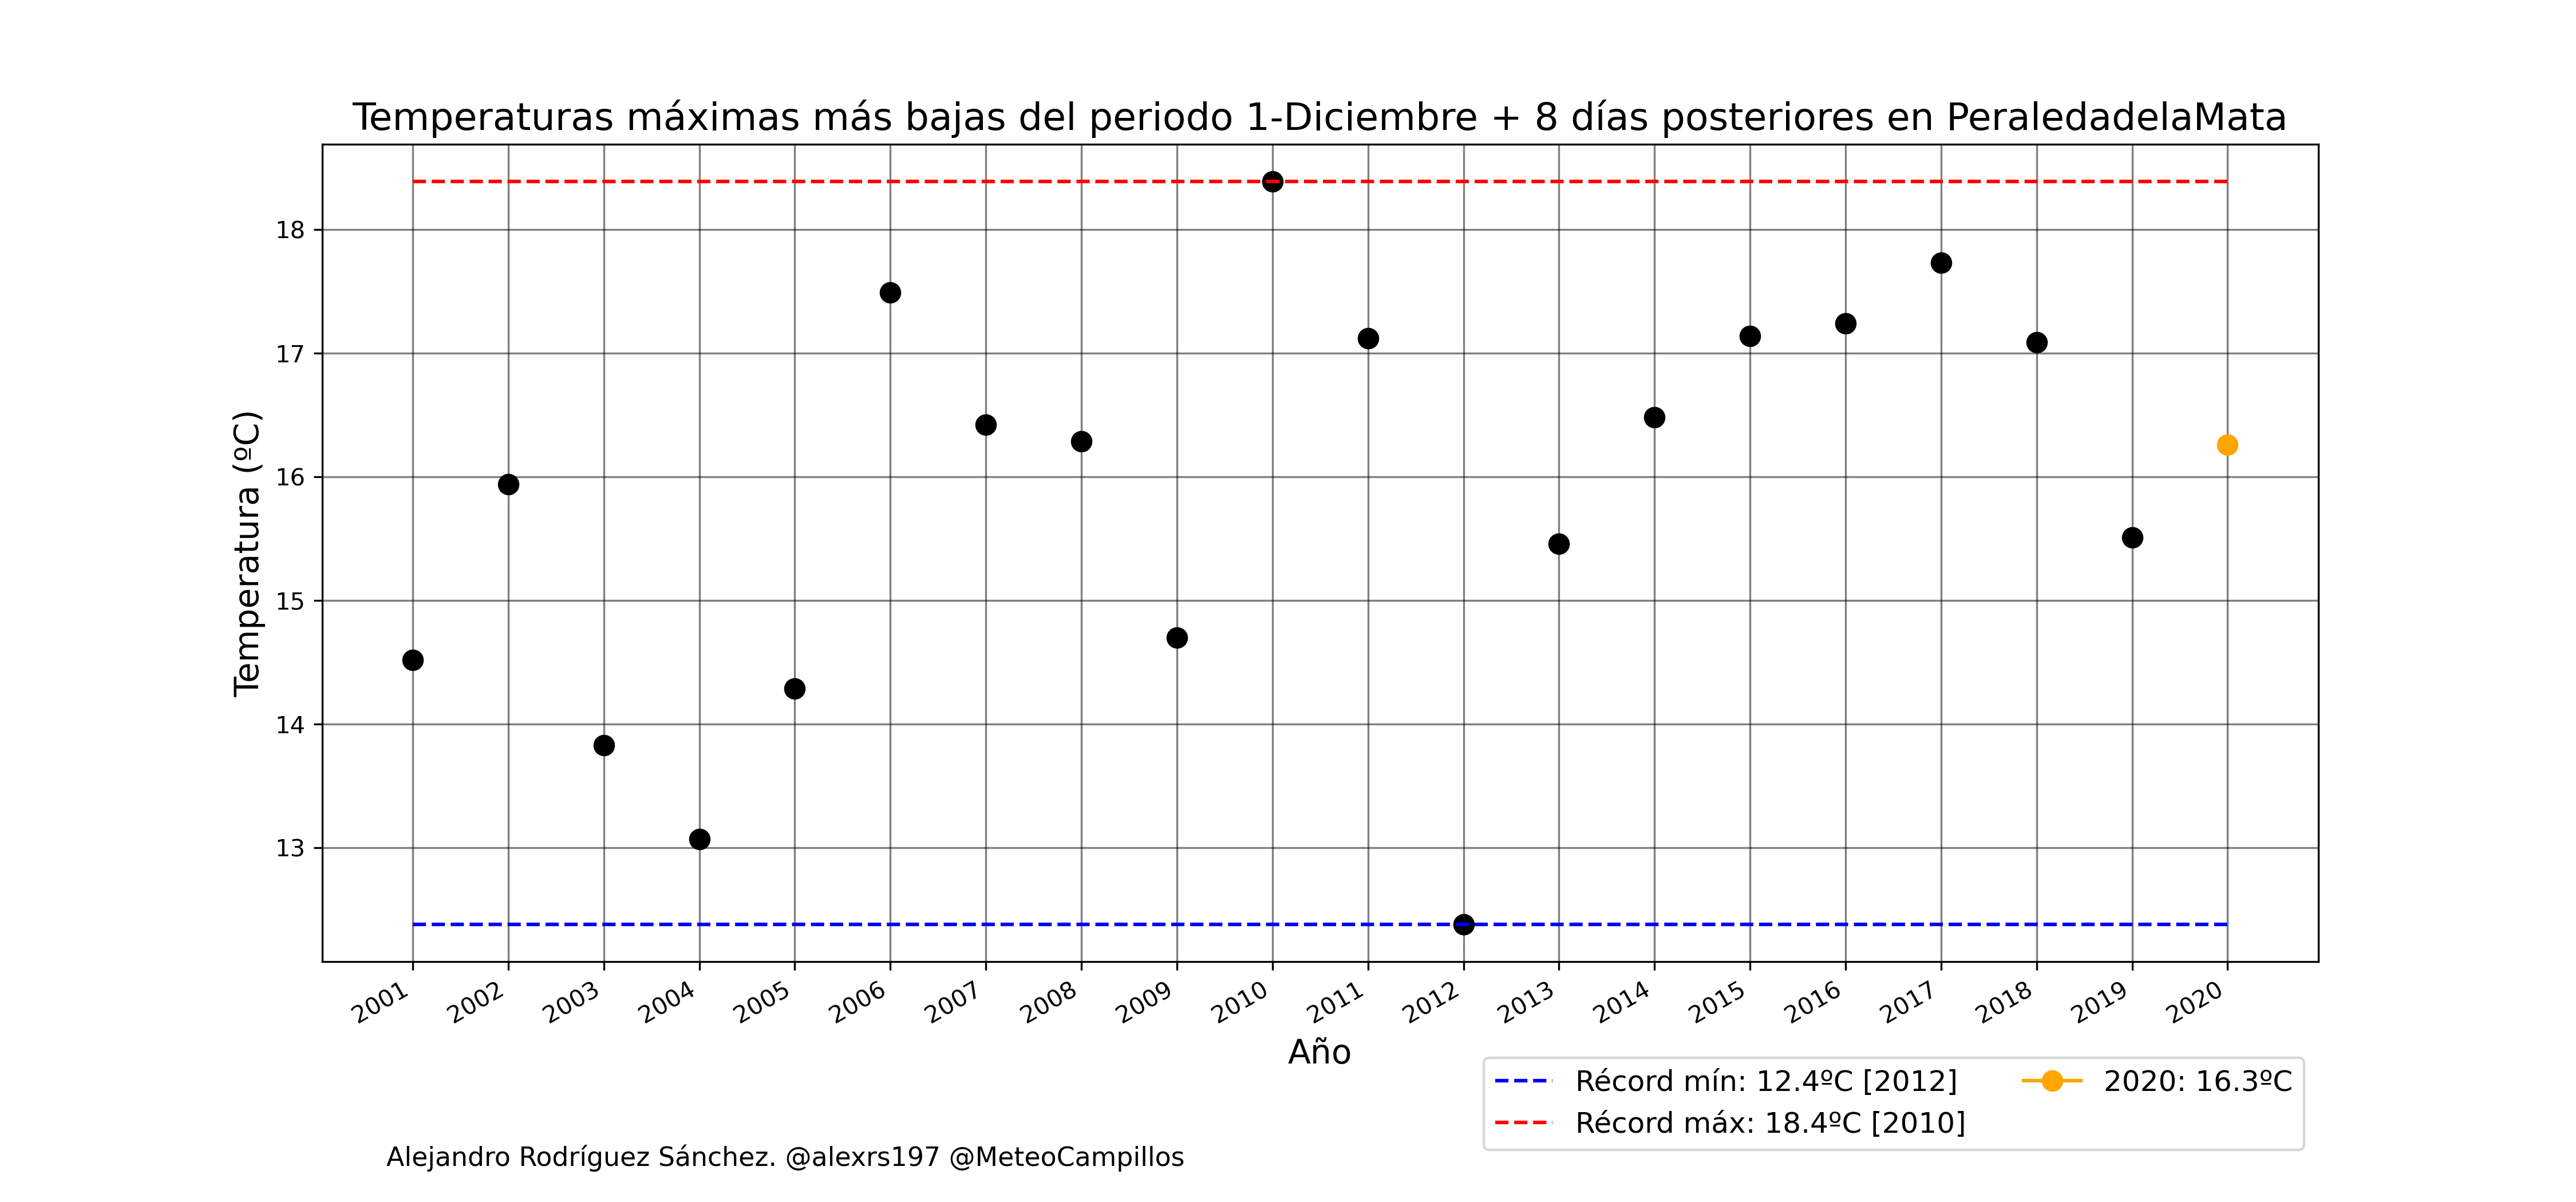 Temperaturas máximas más bajas del periodo 1-Diciembre + 8 días posteriores en PeraledadelaMata
Temperatura (ºC)
18
17
16
15
14
13
2001 2002 2003 2004 2005 2006 2007 2008 2009 2010 2011 2012 2013 2014 2015 2016 2017 2018 2019 2020
Año
Récord mín: 12.4ºC [2012]
Récord máx: 18.4ºC [2010]
2020: 16.3ºC
Alejandro Rodríguez Sánchez. @alexrs197 @MeteoCampillos